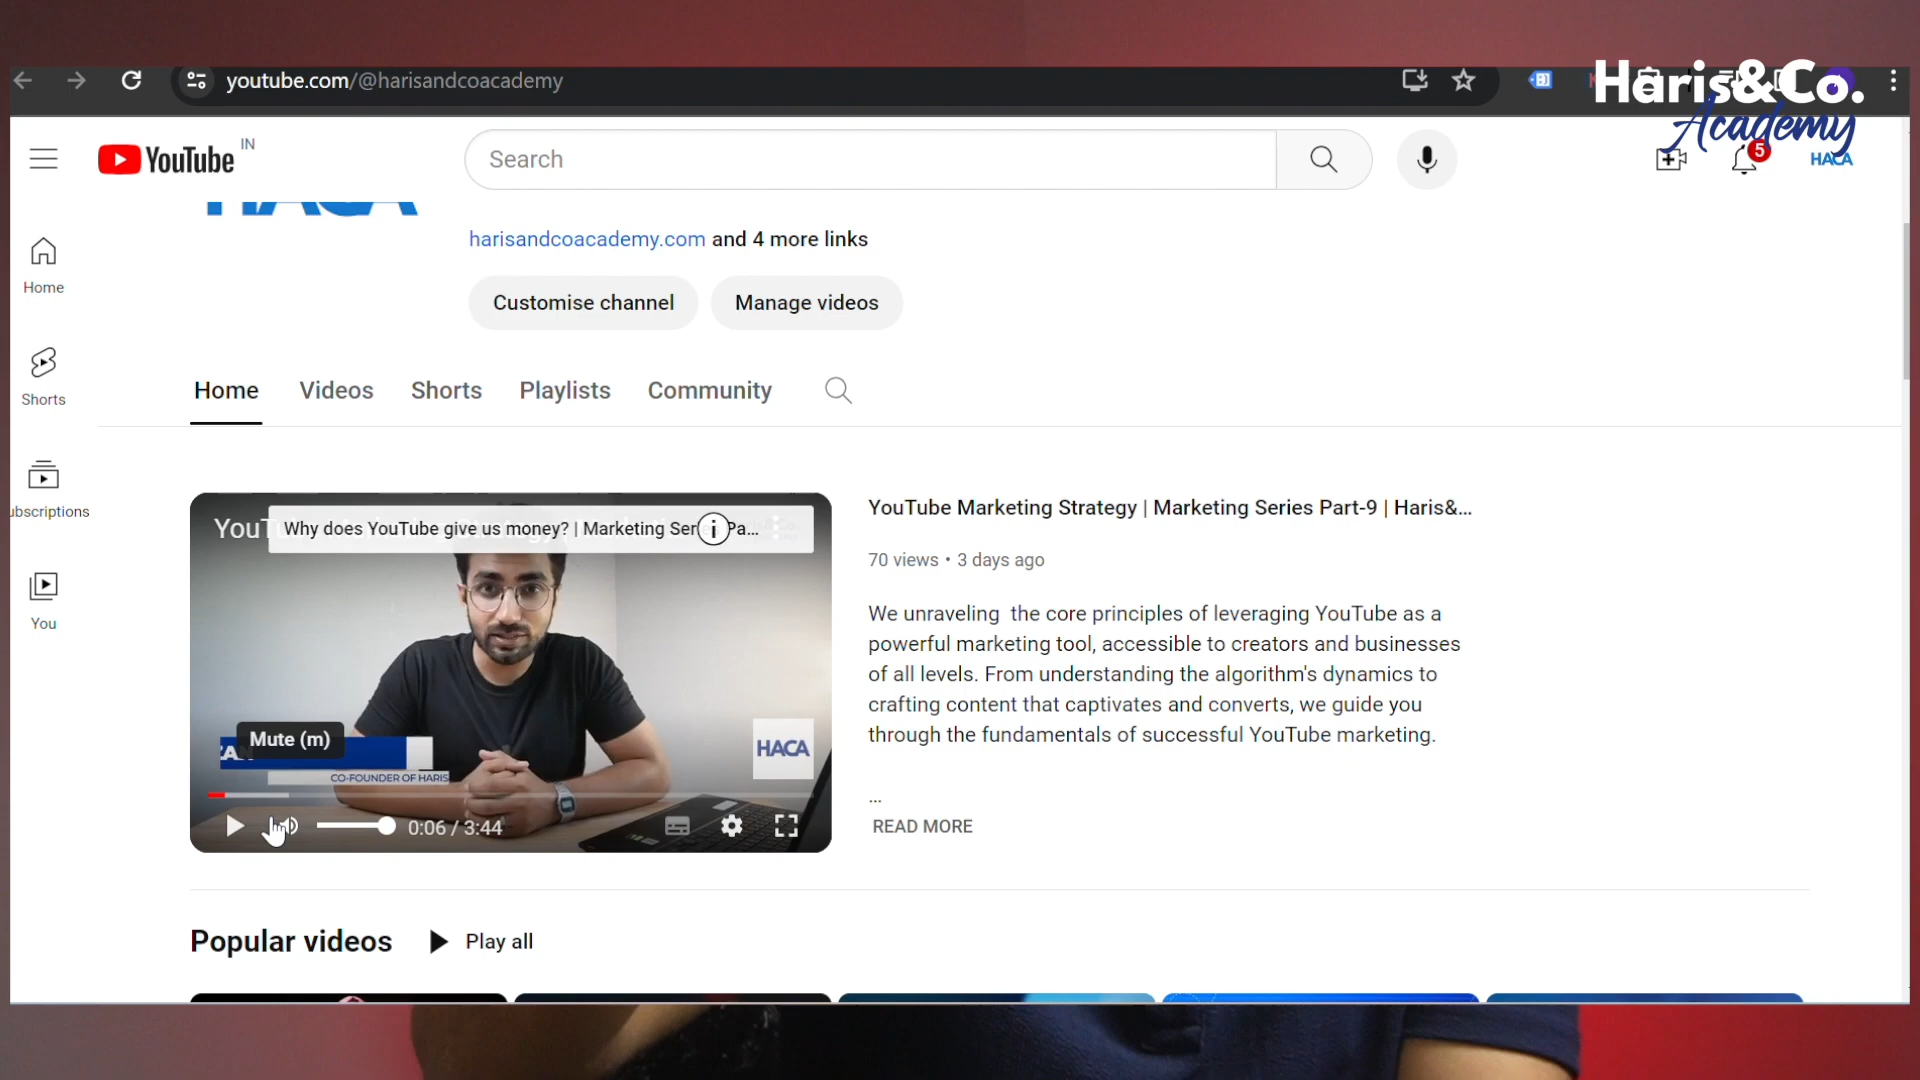 youtube.com/@harisandcoacademy
Haris&Co.
Academy
YouTube IN
Search
5
HACA
HACA
harisandcoacademy.com and 4 more links
Home
Customise channel
Manage videos
Shorts
Home
Videos
Shorts
Playlists
Community
ubscriptions
You
YouT
Why does YouTube give us money? | Marketing Series Pa...
Mute (m)
CO-FOUNDER OF HARIS
HACA
0:06 / 3:44
YouTube Marketing Strategy | Marketing Series Part-9 | Haris&...
70 views • 3 days ago
We unraveling the core principles of leveraging YouTube as a
powerful marketing tool, accessible to creators and businesses
of all levels. From understanding the algorithm's dynamics to
crafting content that captivates and converts, we guide you
through the fundamentals of successful YouTube marketing.
...
READ MORE
Popular videos
Play all